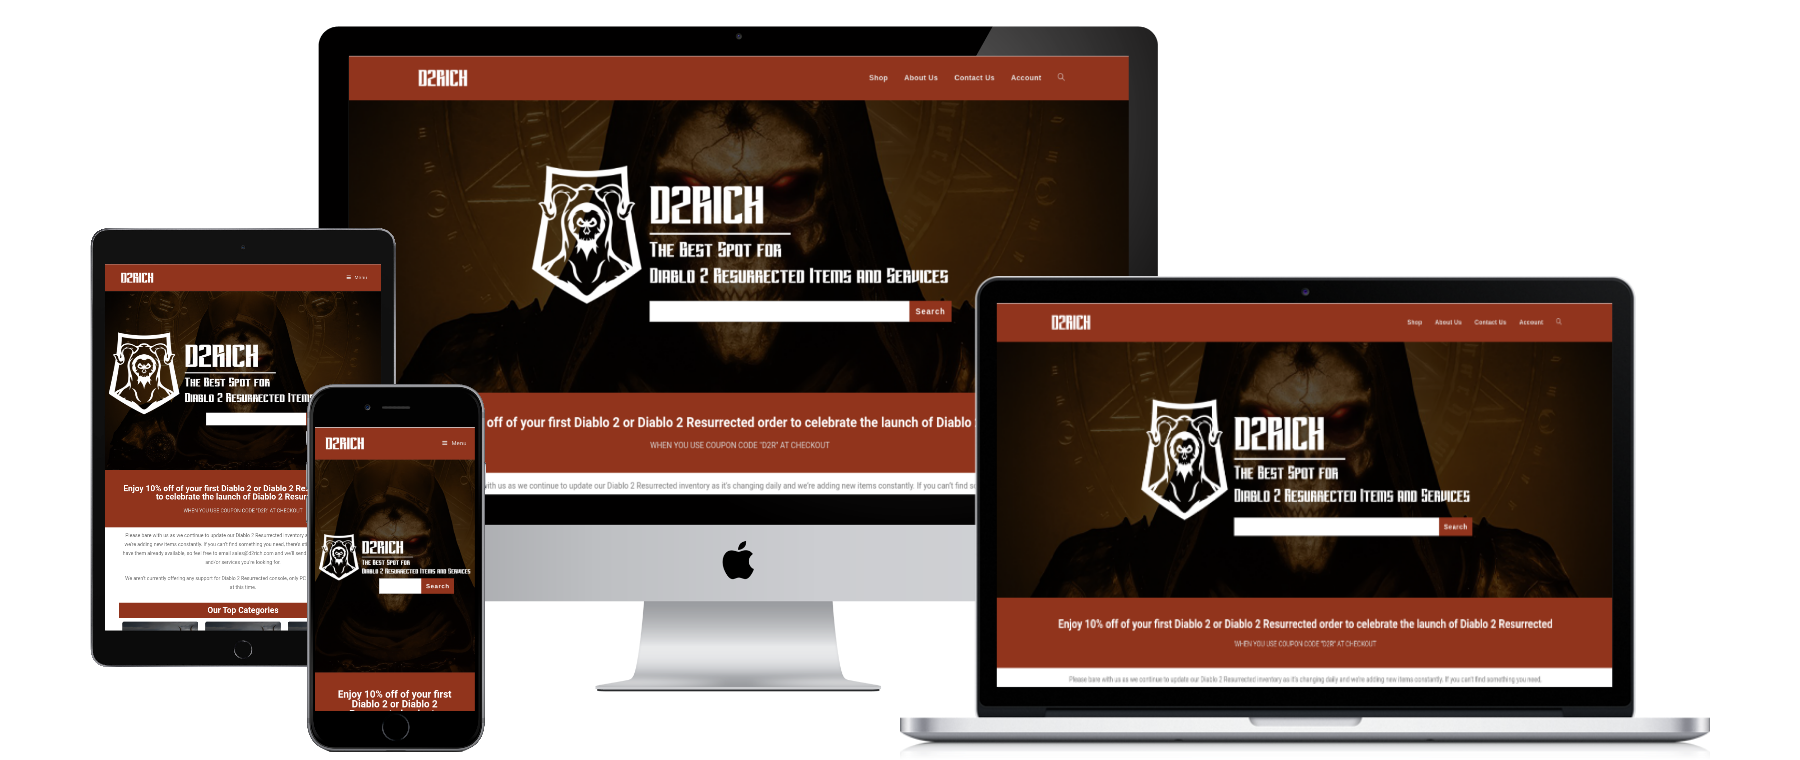 D2RICH
Shop About Us Contact Us Account
D2RICH
The Best Spot for
Diablo 2 Resurrected Items and Services
Search
off of your first Diablo 2 or Diablo 2 Resurrected order to celebrate the launch of Diablo
WHEN YOU USE COUPON CODE "D2R" AT CHECKOUT
with us as we continue to update our Diablo 2 Resurrected inventory as it's changing daily and we're adding new items constantly. If you can't find
D2RICH
Menu
D2RICH
The Best Spot for
Diablo 2 Resurrected Items
Enjoy 10% off of your first Diablo 2 or Diablo 2 Re
to celebrate the launch of Diablo 2 Resur
WHEN YOU USE COUPON CODE "D2R" AT CHECKOUT
Please bare with us as we continue to update our Diablo 2 Resurrected inventory
we're adding new items constantly. If you can't find something you need, there's
have them already available, so feel free to email sales@d2rich.com and we'll send
and/or services you're looking for
We aren't currently offering any support for Diablo 2 Resurrected console, only PC
at this time.
Our Top Categories
D2RICH
Menu
D2RICH
The Best Spot for
Diablo 2 Resurrected Items and Services
Search
Enjoy 10% off of your first
Diablo 2 or Diablo 2
D2RICH
Shop About Us Contact Us Account
D2RICH
The Best Spot for
Diablo 2 Resurrected Items and Services
Search
Enjoy 10% off of your first Diablo 2 or Diablo 2 Resurrected order to celebrate the launch of Diablo 2 Resurrected
WHEN YOU USE COUPON CODE "D2R" AT CHECKOUT
Please bare with us as we continue to update our Diablo 2 Resurrected inventory as it's changing daily and we're adding new items constantly. If you can't find something you need,